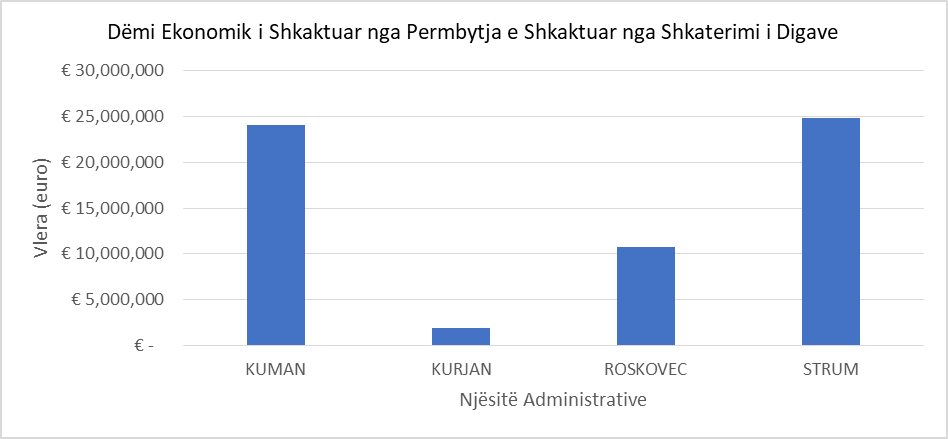 Dëmi Ekonomik i Shkaktuar nga Permbytja e Shkaktuar nga Shkaterimi i Digave
€ 30,000,000
€ 25,000,000
€ 20,000,000
€ 15,000,000
€ 10,000,000
€ 5,000,000
€ -
Vlera (euro)
KUMAN KURJAN ROSKOVEC STRUM
Njësitë Administrative